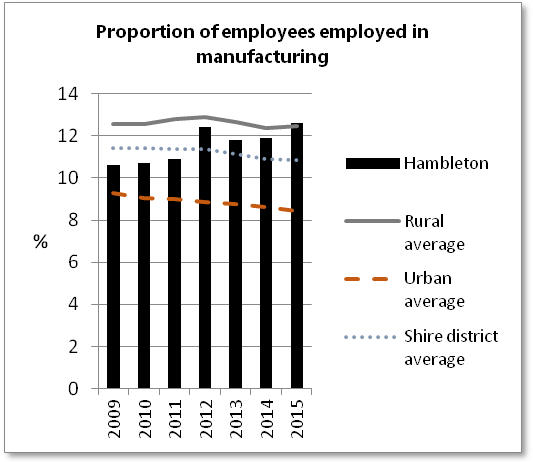 Proportion of employees employed in
manufacturing
14
12
10
8
6
4
2
0
%
2009
2010
2011
2012
2013
2014
2015
Hambleton
Rural
average
Urban
average
Shire district
average